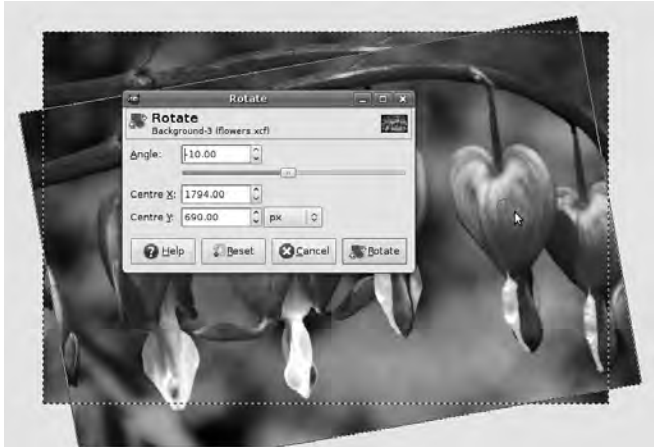 Rotate
Rotate
Background-3 (flowers.xcf)
Angle: -10.00
Centre X: 1794.00
Centre Y: 690.00 px
Help Reset Cancel Rotate